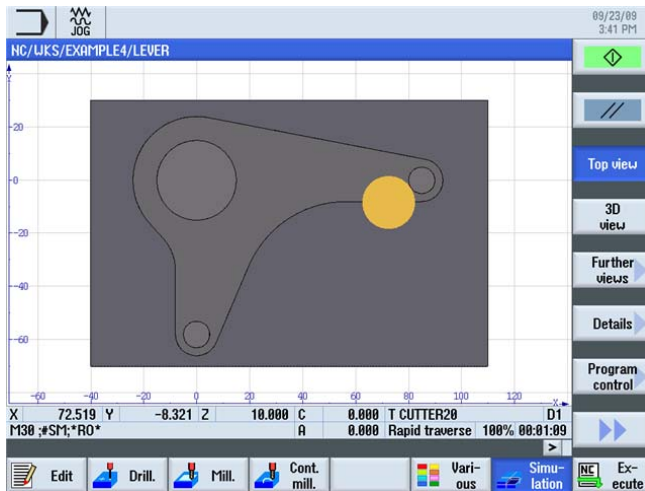 JOG
09/23/09
3:41 PM
NC/WKS/EXAMPLE4/LEVER
Y
20
0
-20
-40
-60
-60 -40 -20 0 20 40 60 80 100 120 X
Top view
3D
view
Further
views
Details
Program
control
X 72.519 Y -8.321 Z 10.000 C 0.000 T CUTTER20 D1
M30 ;#SM;*RO* A 0.000 Rapid traverse 100% 00:01:09
>
Edit Drill. Mill. Cont.
mill. Vari-
ous Simu-
lation NC Ex-
ecute